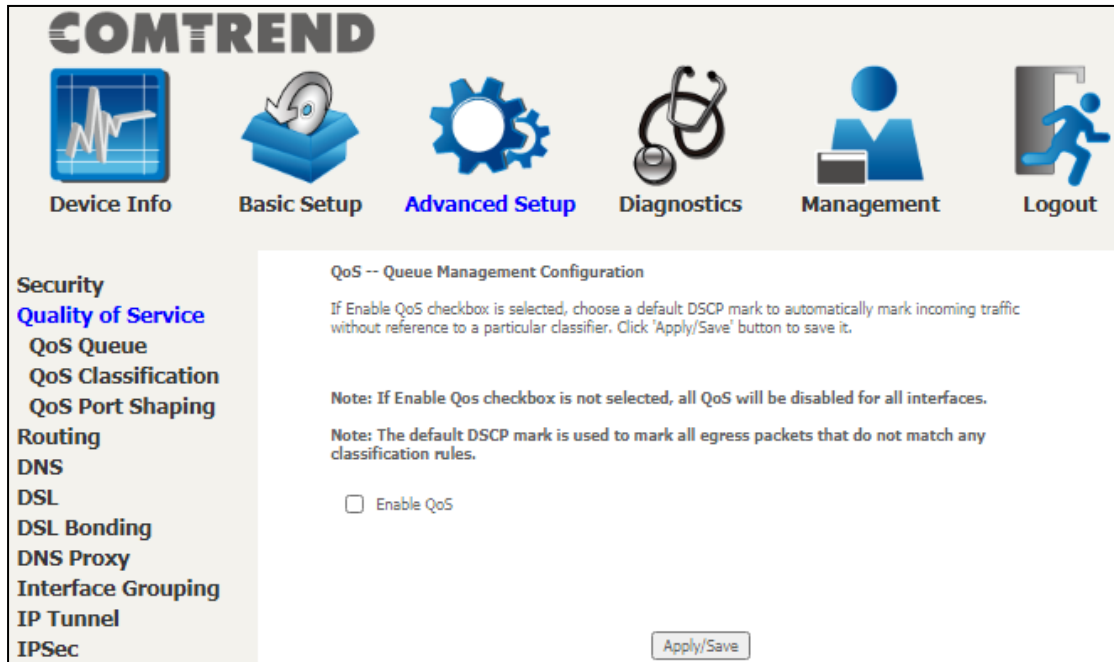 COMTREND
Device Info
Basic Setup
Advanced Setup
Diagnostics
Management
Logout
Security
Quality of Service
QoS Queue
QoS Classification
QoS Port Shaping
Routing
DNS
DSL
DSL Bonding
DNS Proxy
Interface Grouping
IP Tunnel
IPSec
QoS -- Queue Management Configuration
If Enable QoS checkbox is selected, choose a default DSCP mark to automatically mark incoming traffic
without reference to a particular classifier. Click 'Apply/Save' button to save it.
Note: If Enable Qos checkbox is not selected, all QoS will be disabled for all interfaces.
Note: The default DSCP mark is used to mark all egress packets that do not match any
classification rules.
Enable QoS
Apply/Save